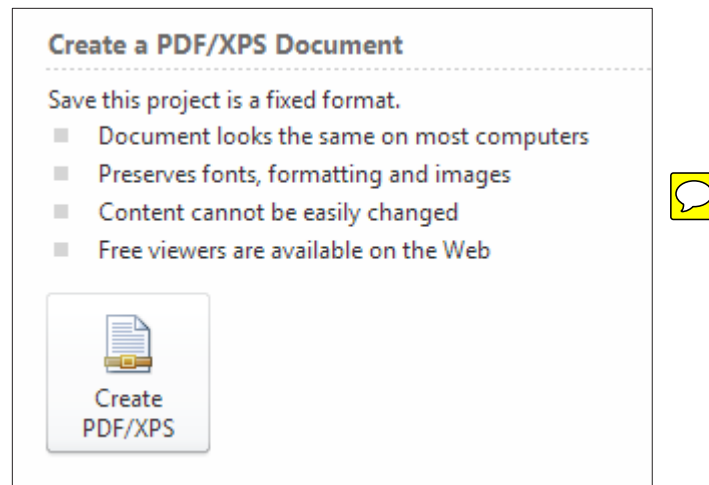 Create a PDF/XPS Document
Save this project is a fixed format.
Document looks the same on most computers
Preserves fonts, formatting and images
Content cannot be easily changed
Free viewers are available on the Web
Create
PDF/XPS